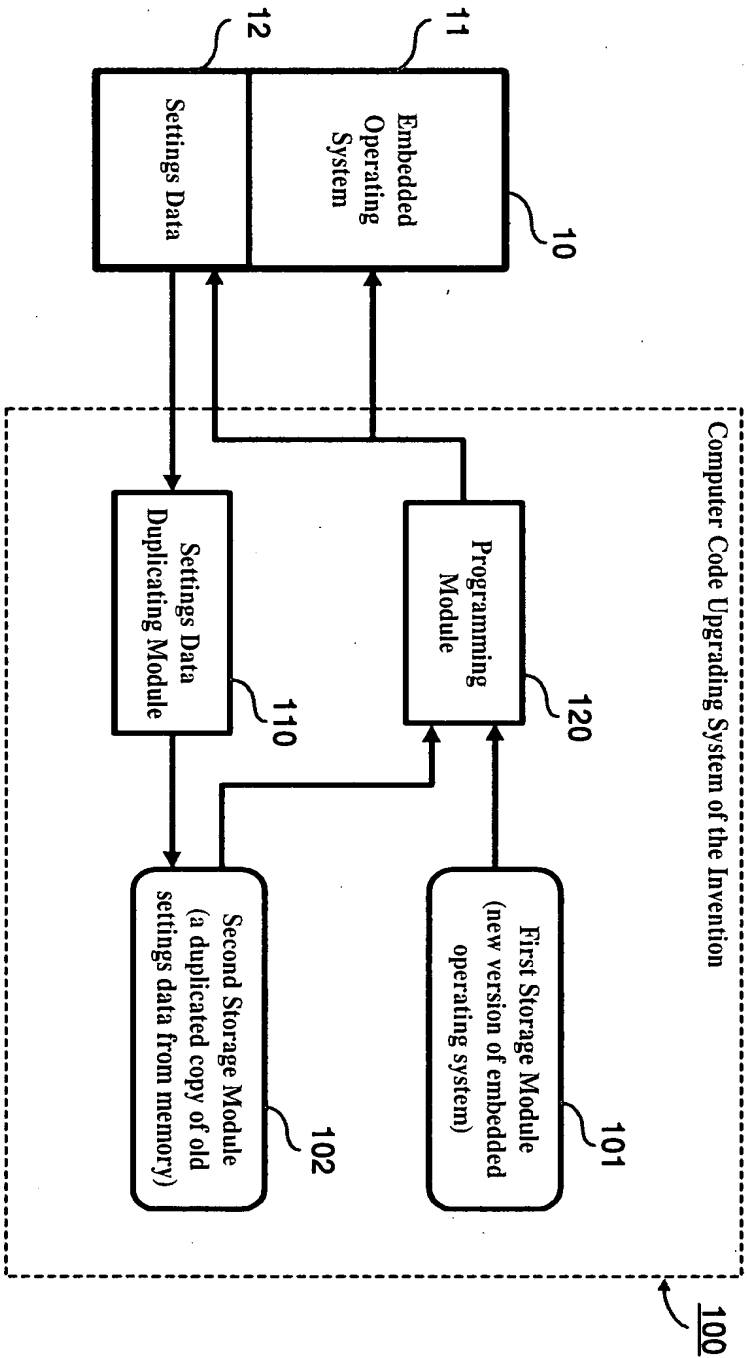 Computer Code Upgrading System of the Invention
100
10
11
Embedded
Operating
System
12
Settings Data
Programming
Module
120
First Storage Module
(new version of embedded
operating system)
101
Settings Data
Duplicating Module
110
Second Storage Module
(a duplicated copy of old
settings data from memory)
102